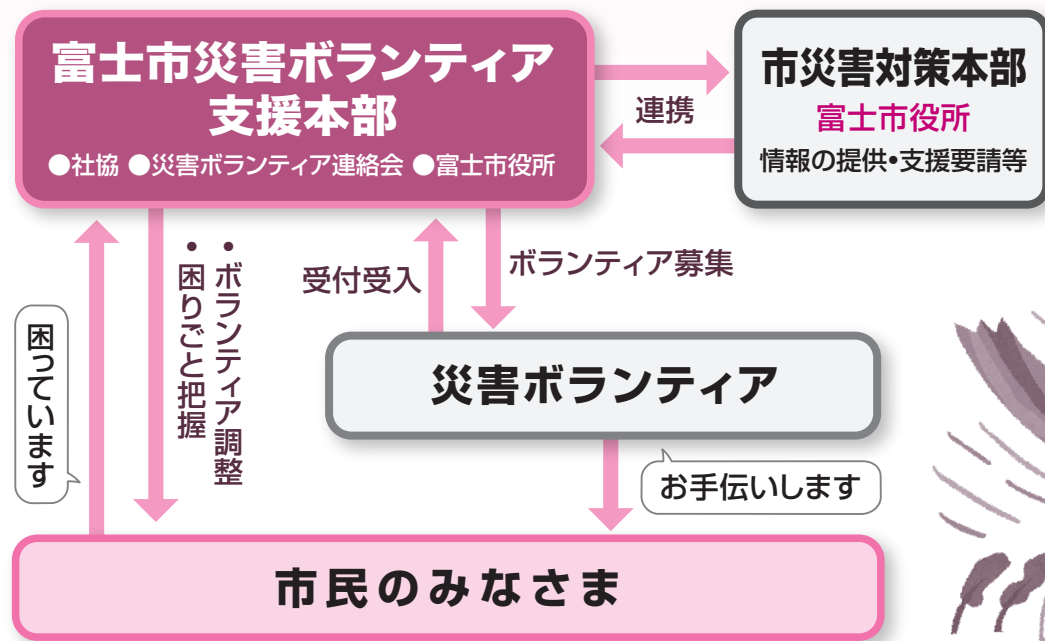 富士市災害ボランティア
支援本部
●社協 ●災害ボランティア連絡会 ●富士市役所
連携
市災害対策本部
富士市役所
情報の提供・支援要請等
困っています
・ボランティア調整
・困りごと把握
受付受入
ボランティア募集
災害ボランティア
お手伝いします
市民のみなさま